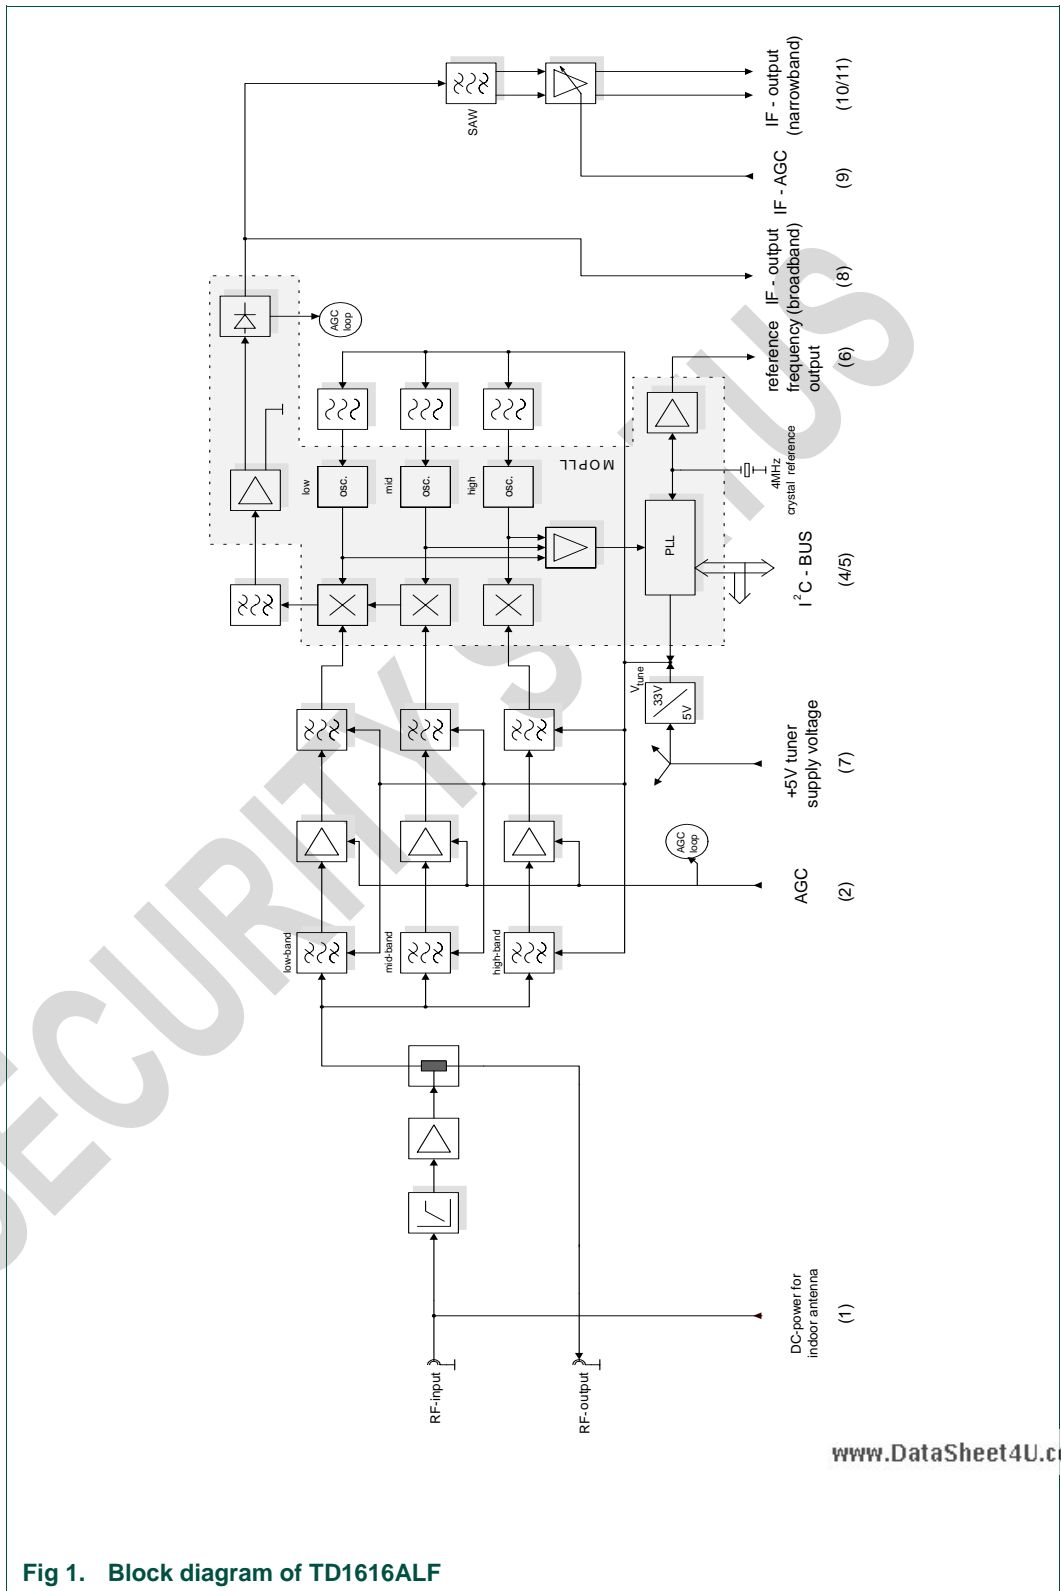 SAW
IF - output
(narrowband)
(10/11)
IF - AGC
(9)
IF - output
(broadband)
(8)
reference
frequency
output
(6)
AGC
loop
MOPLL
low
osc.
mid
osc.
high
osc.
PLL
4MHz
crystal reference
I2C - BUS
(4/5)
Vtune
33V
5V
+5V tuner
supply voltage
(7)
AGC
loop
AGC
(2)
low-band
mid-band
high-band
DC-power for
indoor antenna
(1)
RF-input
RF-output
SECURITY STATUS
www.DataSheet4U.c
Fig 1. Block diagram of TD1616ALF